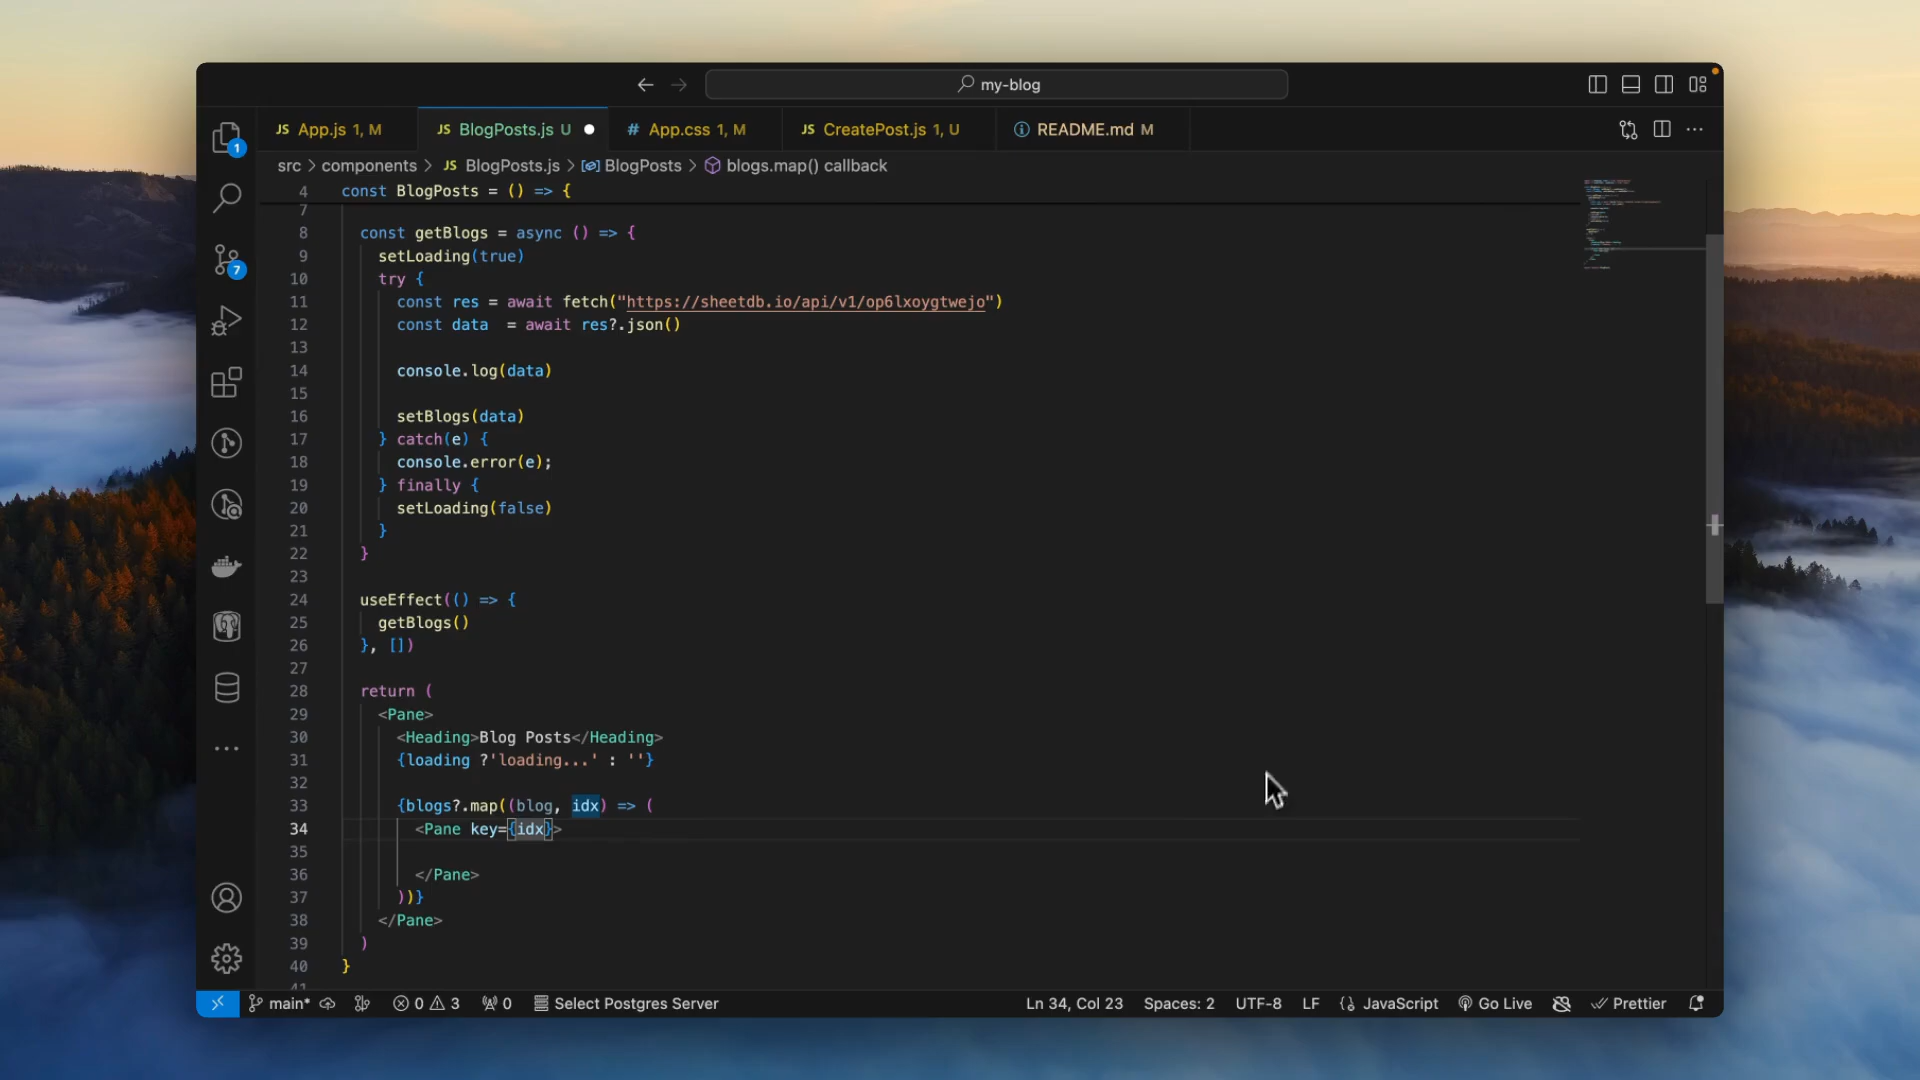 my-blog
JS App.js 1, M
JS BlogPosts.js U
# App.css 1, M
JS CreatePost.js 1, U
README.md M
src > components > JS BlogPosts.js > BlogPosts > blogs.map() callback
4 const BlogPosts = () => {
7
8 const getBlogs = async () => {
9 setLoading(true)
10 try {
11 const res = await fetch("https://sheetdb.io/api/v1/op6lxoygtwejo")
12 const data  = await res?.json()
13
14 console.log(data)
15
16 setBlogs(data)
17 } catch(e) {
18 console.error(e);
19 } finally {
20 setLoading(false)
21 }
22 }
23
24 useEffect(() => {
25 getBlogs()
26 }, [])
27
28 return (
29 <Pane>
30 <Heading>Blog Posts</Heading>
31 {loading ?'loading...' : ''}
32
33 {blogs?.map((blog, idx) => (
34 <Pane key={idx}>
35
36 </Pane>
37 ))}
38 </Pane>
39 )
40 }
41
1
7
main* 0 3 0 Select Postgres Server Ln 34, Col 23 Spaces: 2 UTF-8 LF {} JavaScript Go Live Prettier